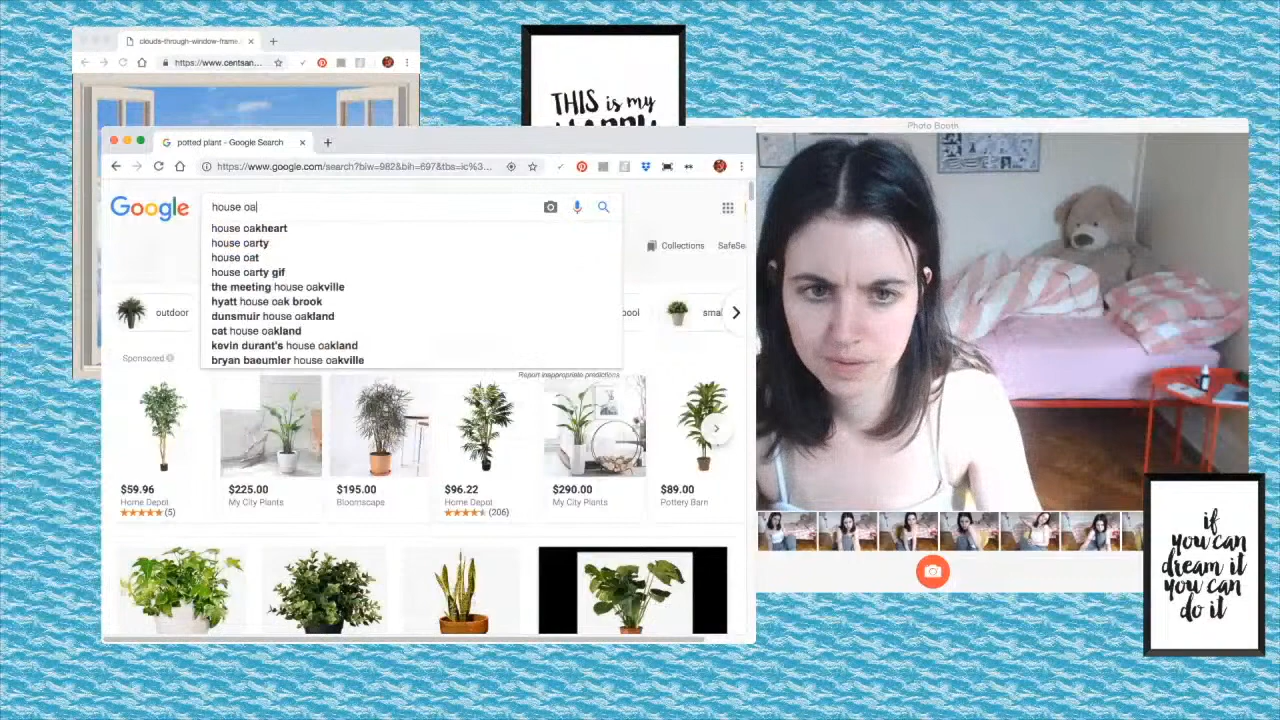 clouds-through-window-frame.
https://www.centsan...
THIS is my
HAPPY
Photo Booth
potted plant - Google Search
https://www.google.com/search?biw=982&bih=697&tbs=ic%3...
Google
house oa
house oakheart
house oarty
house oat
house oarty gif
the meeting house oakville
hyatt house oak brook
dunsmuir house oakland
cat house oakland
kevin durant's house oakland
bryan baeumler house oakville
Report inappropriate predictions
Collections
SafeSe
outdoor
ool
sma
Sponsored
$59.96
Home Depot
(5)
$225.00
My City Plants
$195.00
Bloomscape
$96.22
Home Depot
(206)
$290.00
My City Plants
$89.00
Pottery Barn
if
you can
dream it
you can
do it